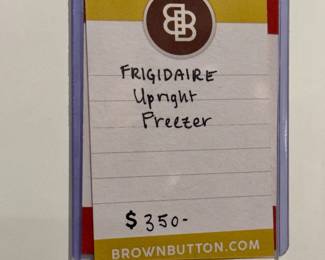 BB
FRIGIDAIRE
Upright
Freezer
$350-
BROWNBUTTON.COM